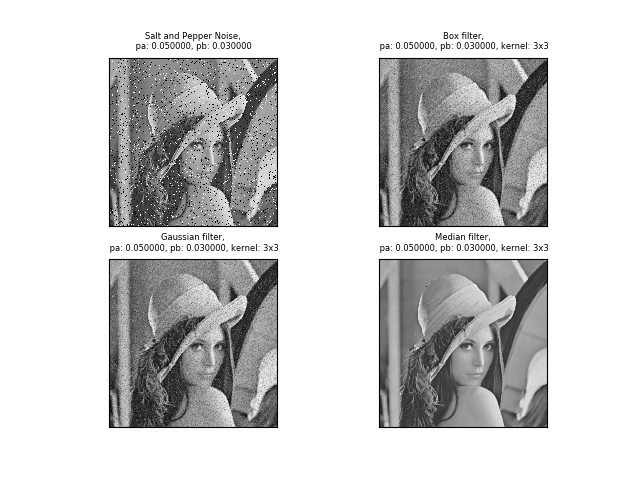 Salt and Pepper Noise,
pa: 0.050000, pb: 0.030000
Box filter,
pa: 0.050000, pb: 0.030000, kernel: 3x3
Gaussian filter,
pa: 0.050000, pb: 0.030000, kernel: 3x3
Median filter,
pa: 0.050000, pb: 0.030000, kernel: 3x3